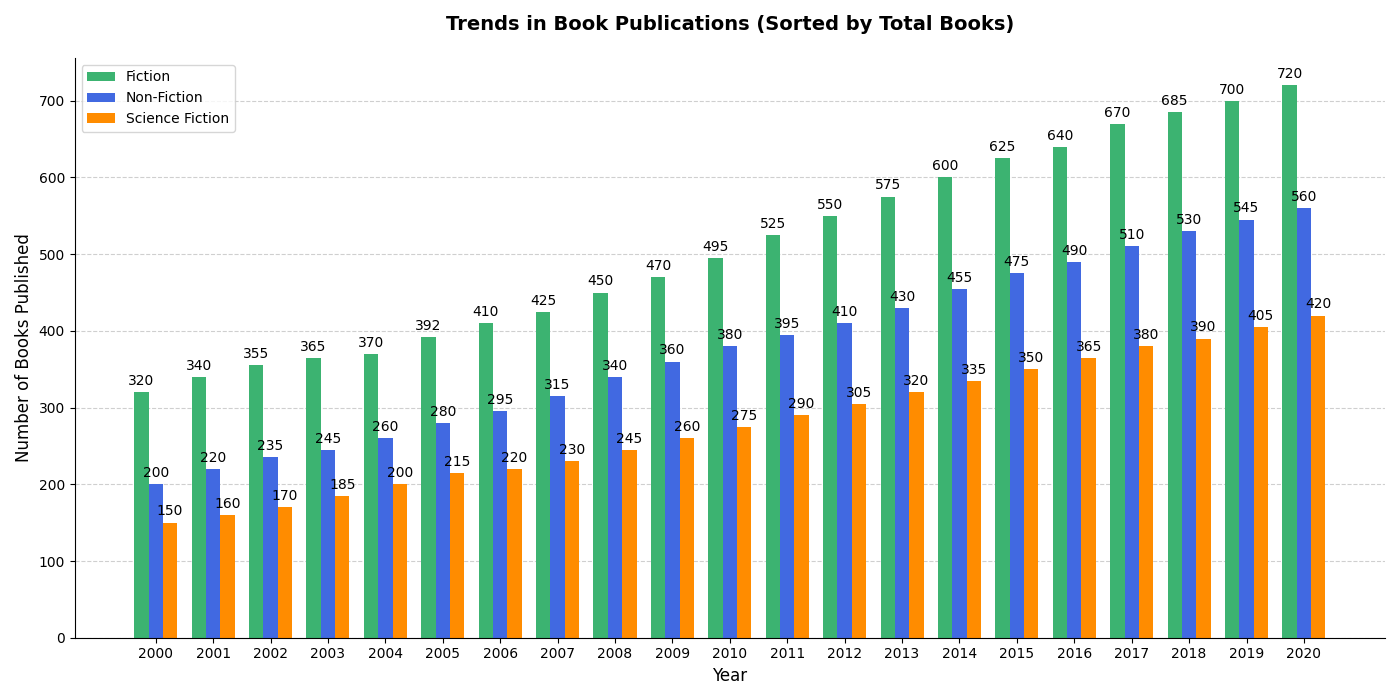 Trends in Book Publications (Sorted by Total Books)
Fiction
Non-Fiction
Science Fiction
Number of Books Published
700
600
500
400
300
200
100
0
320 200 150
340 220 160
355 235 170
365 245 185
370 260 200
392 280 215
410 295 220
425 315 230
450 340 245
470 360 260
495 380 275
525 395 290
550 410 305
575 430 320
600 455 335
625 475 350
640 490 365
670 510 380
685 530 390
700 545 405
720 560 420
2000 2001 2002 2003 2004 2005 2006 2007 2008 2009 2010 2011 2012 2013 2014 2015 2016 2017 2018 2019 2020
Year